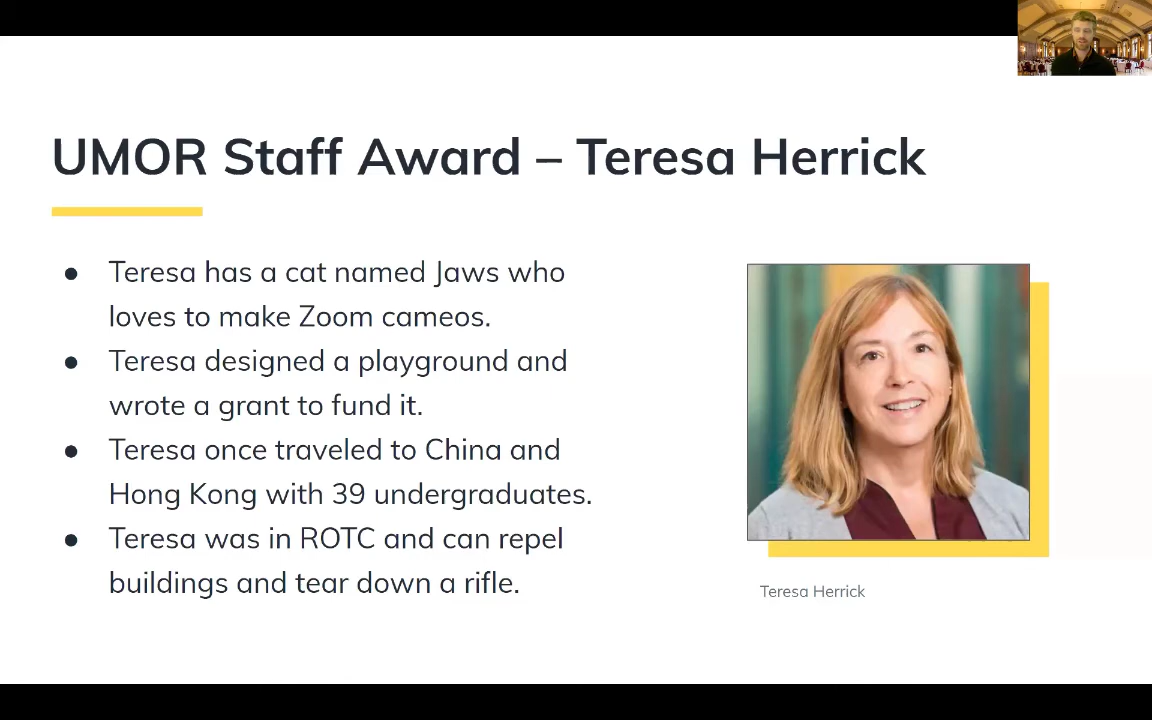 UMOR Staff Award – Teresa Herrick
● Teresa has a cat named Jaws who
loves to make Zoom cameos.
● Teresa designed a playground and
wrote a grant to fund it.
● Teresa once traveled to China and
Hong Kong with 39 undergraduates.
● Teresa was in ROTC and can repel
buildings and tear down a rifle.
Teresa Herrick